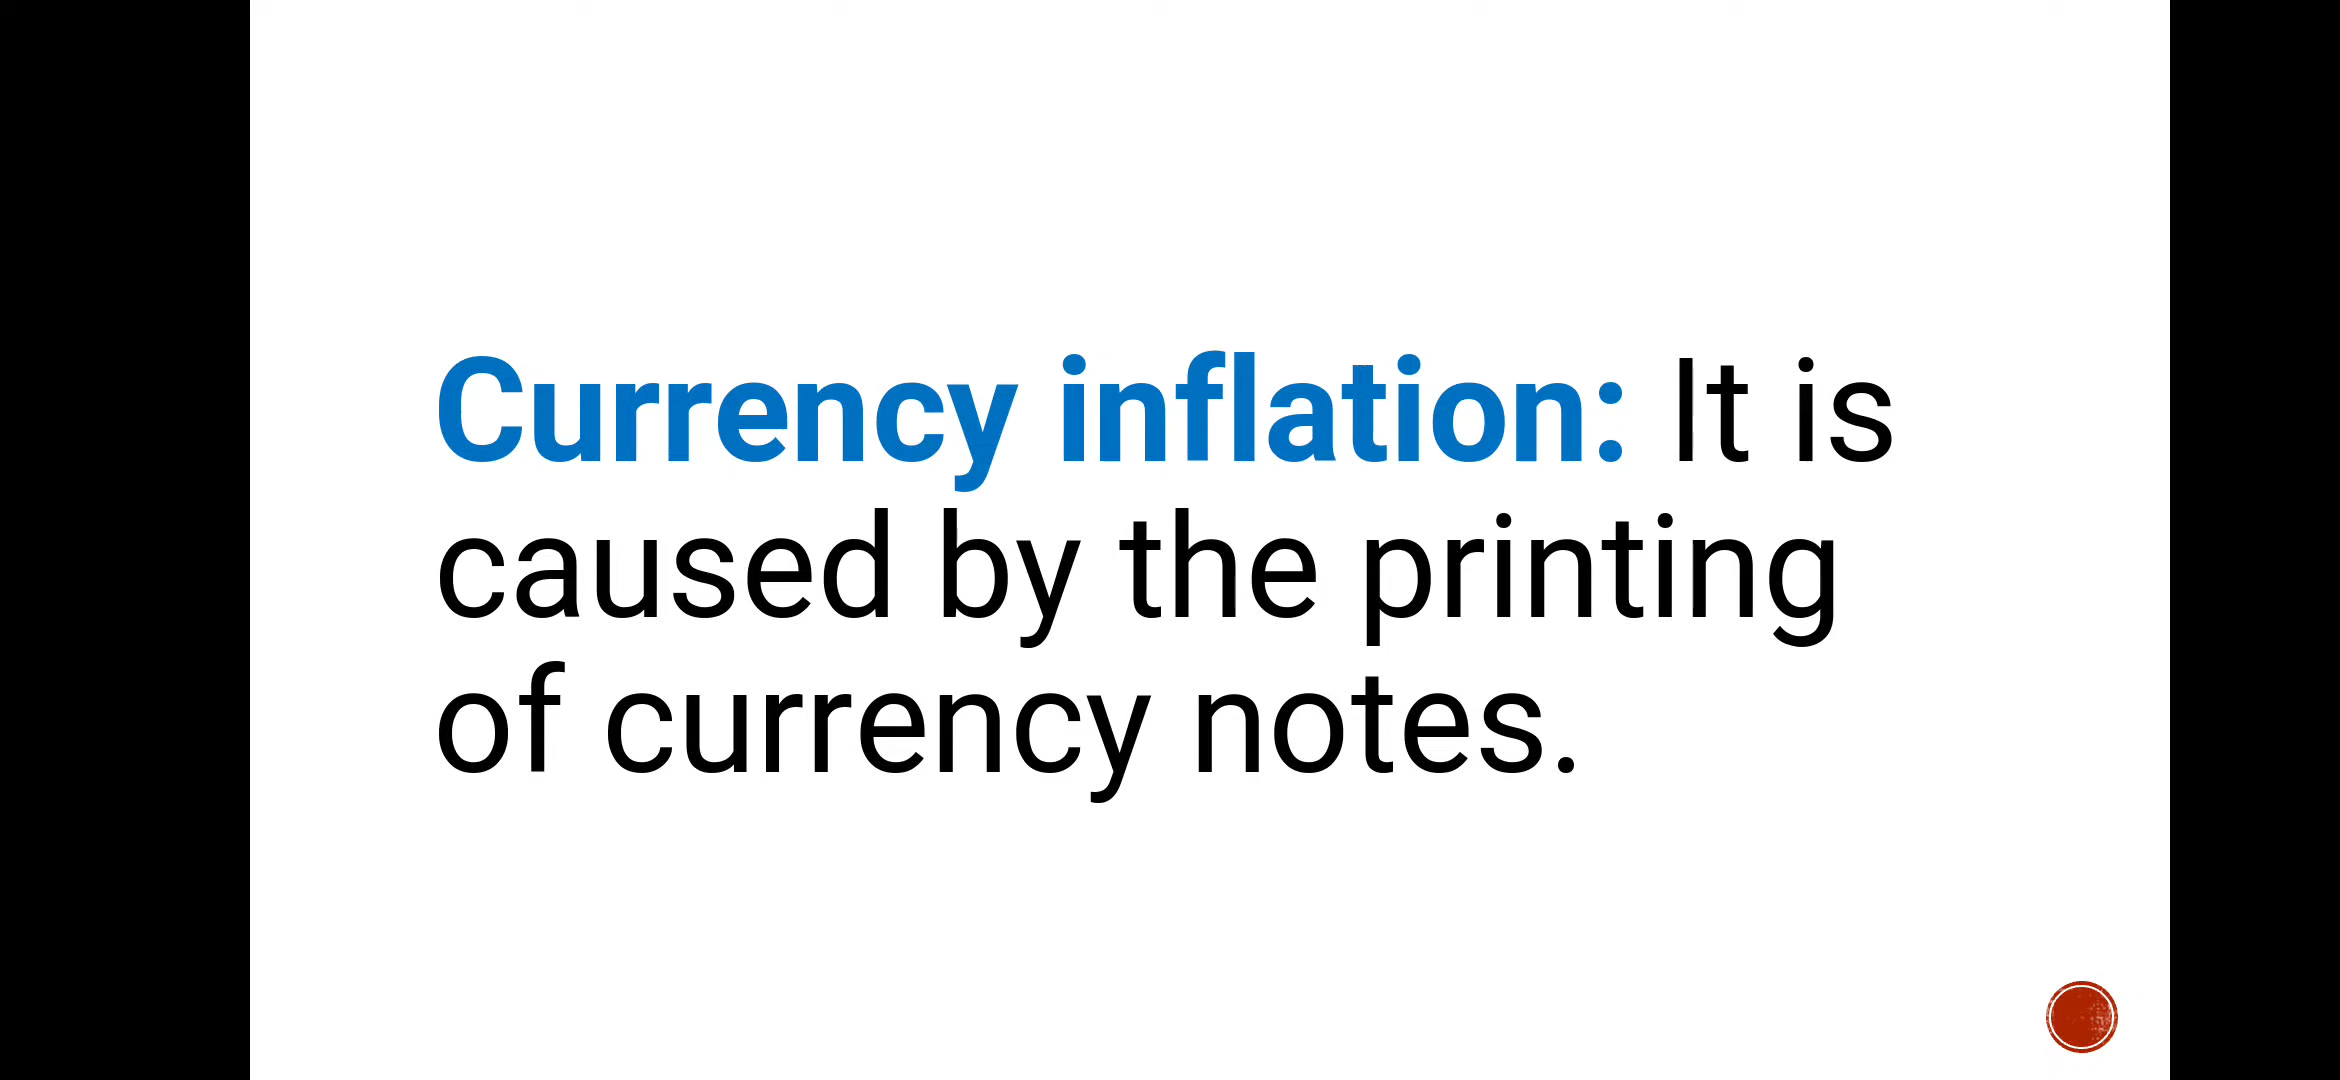 Currency inflation: It is
caused by the printing
of currency notes.